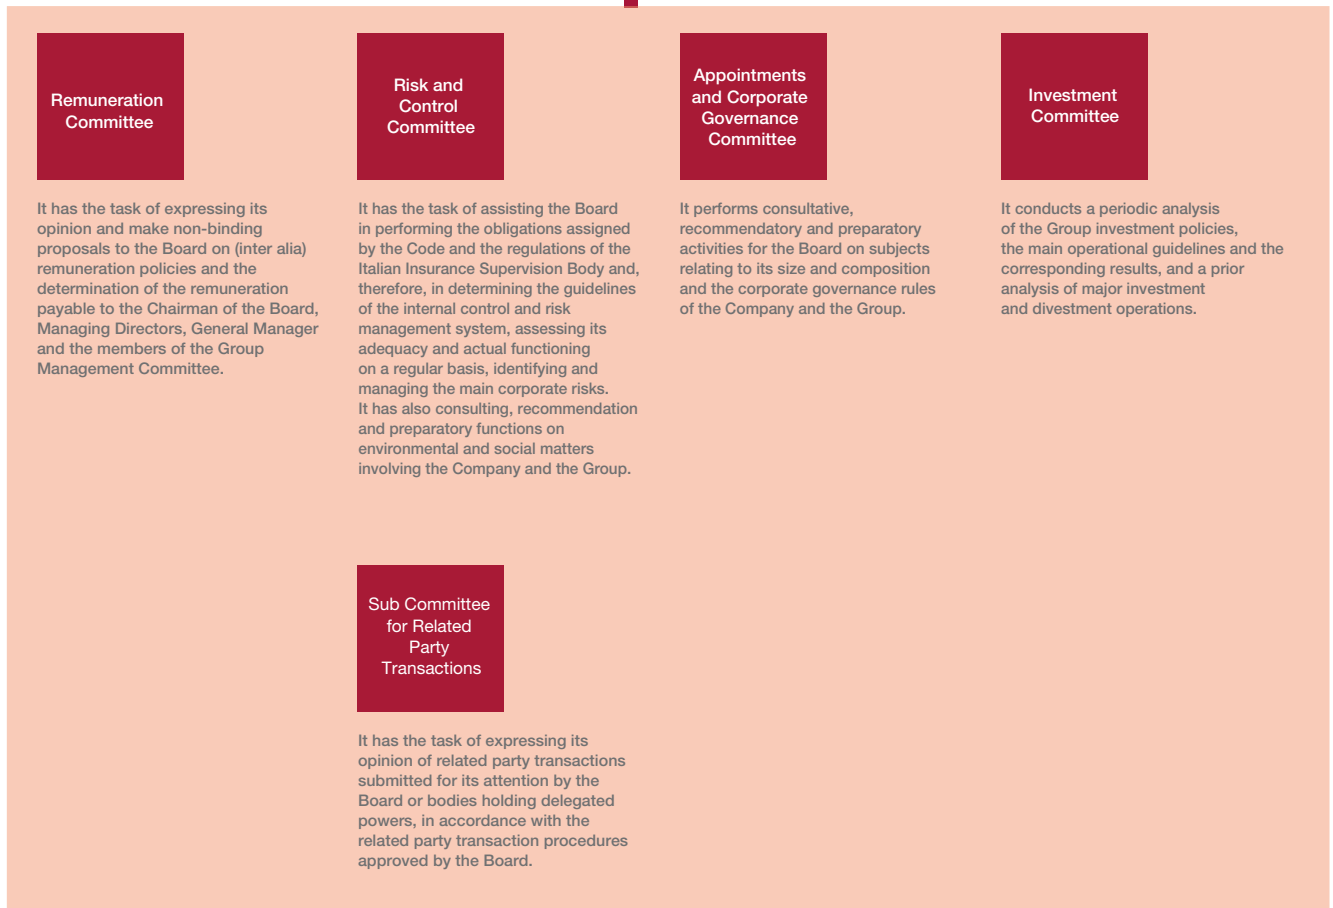 Remuneration
Committee
It has the task of expressing its
opinion and make non-binding
proposals to the Board on (inter alia)
remuneration policies and the
determination of the remuneration
payable to the Chairman of the Board,
Managing Directors, General Manager
and the members of the Group
Management Committee.
Risk and
Control
Committee
It has the task of assisting the Board
in performing the obligations assigned
by the Code and the regulations of the
Italian Insurance Supervision Body and,
therefore, in determining the guidelines
of the internal control and risk
management system, assessing its
adequacy and actual functioning
on a regular basis, identifying and
managing the main corporate risks.
It has also consulting, recommendation
and preparatory functions on
environmental and social matters
involving the Company and the Group.
Appointments
and Corporate
Governance
Committee
It performs consultative,
recommendatory and preparatory
activities for the Board on subjects
relating to its size and composition
and the corporate governance rules
of the Company and the Group.
Investment
Committee
It conducts a periodic analysis
of the Group investment policies,
the main operational guidelines and the
corresponding results, and a prior
analysis of major investment
and divestment operations.
Sub Committee
for Related
Party
Transactions
It has the task of expressing its
opinion of related party transactions
submitted for its attention by the
Board or bodies holding delegated
powers, in accordance with the
related party transaction procedures
approved by the Board.